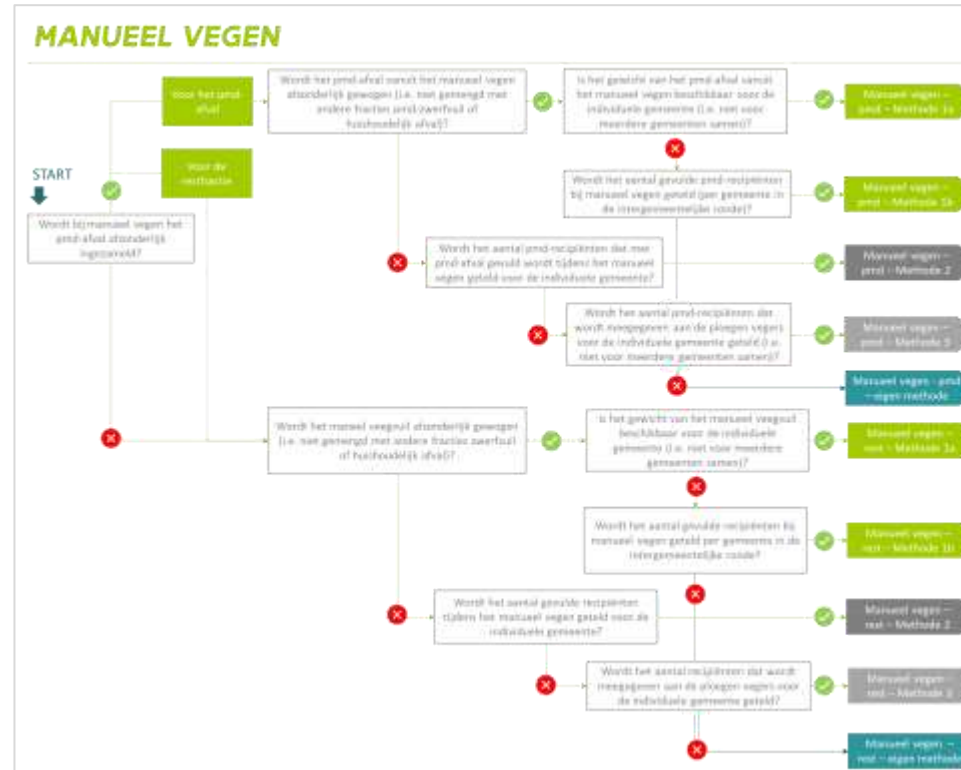 MANUEEL VEGEN
Voor het pmd-
afval
Wordt het pmd-afval vanuit het manueel vegen
afzonderlijk gewogen (i.e. niet gemengd met
andere fracties pmd/zwerfvuil of
huishoudelijk afval)?
Is het gewicht van het pmd-afval vanuit
het manueel vegen beschikbaar voor de
individuele gemeente (i.e. niet voor
meerdere gemeenten samen)?
Manueel vegen –
pmd – Methode 1a
Voor de
restfractie
START
Wordt bij manueel vegen het
pmd-afval afzonderlijk
ingezameld?
Wordt het aantal gevulde pmd-recipiënten
bij manueel vegen geteld (per gemeente in
de intergemeentelijke ronde)?
Manueel vegen –
pmd – Methode 1b
Wordt het aantal pmd-recipiënten dat met
pmd-afval gevuld wordt tijdens het manueel
vegen geteld voor de individuele gemeente?
Manueel vegen –
pmd – Methode 2
Wordt het aantal pmd-recipiënten dat
wordt meegegeven aan de ploegen vegers
voor de individuele gemeente geteld (i.e.
niet voor meerdere gemeenten samen)?
Manueel vegen –
pmd – Methode 3
Manueel vegen - pmd
– eigen methode
Wordt het manueel veegvuil afzonderlijk gewogen
(i.e. niet gemengd met andere fracties zwerfvuil
of huishoudelijk afval)?
Is het gewicht van het manueel veegvuil
beschikbaar voor de individuele
gemeente (i.e. niet voor meerdere
gemeenten samen)?
Manueel vegen –
rest – Methode 1a
Wordt het aantal gevulde recipiënten bij
manueel vegen geteld per gemeente in de
intergemeentelijke ronde?
Manueel vegen –
rest – Methode 1b
Wordt het aantal gevulde recipiënten
tijdens het manueel vegen geteld voor de
individuele gemeente?
Manueel vegen –
rest – Methode 2
Wordt het aantal recipiënten dat wordt
meegegeven aan de ploegen vegers voor
de individuele gemeente geteld?
Manueel vegen –
rest – Methode 3
Manueel vegen –
rest – eigen methode